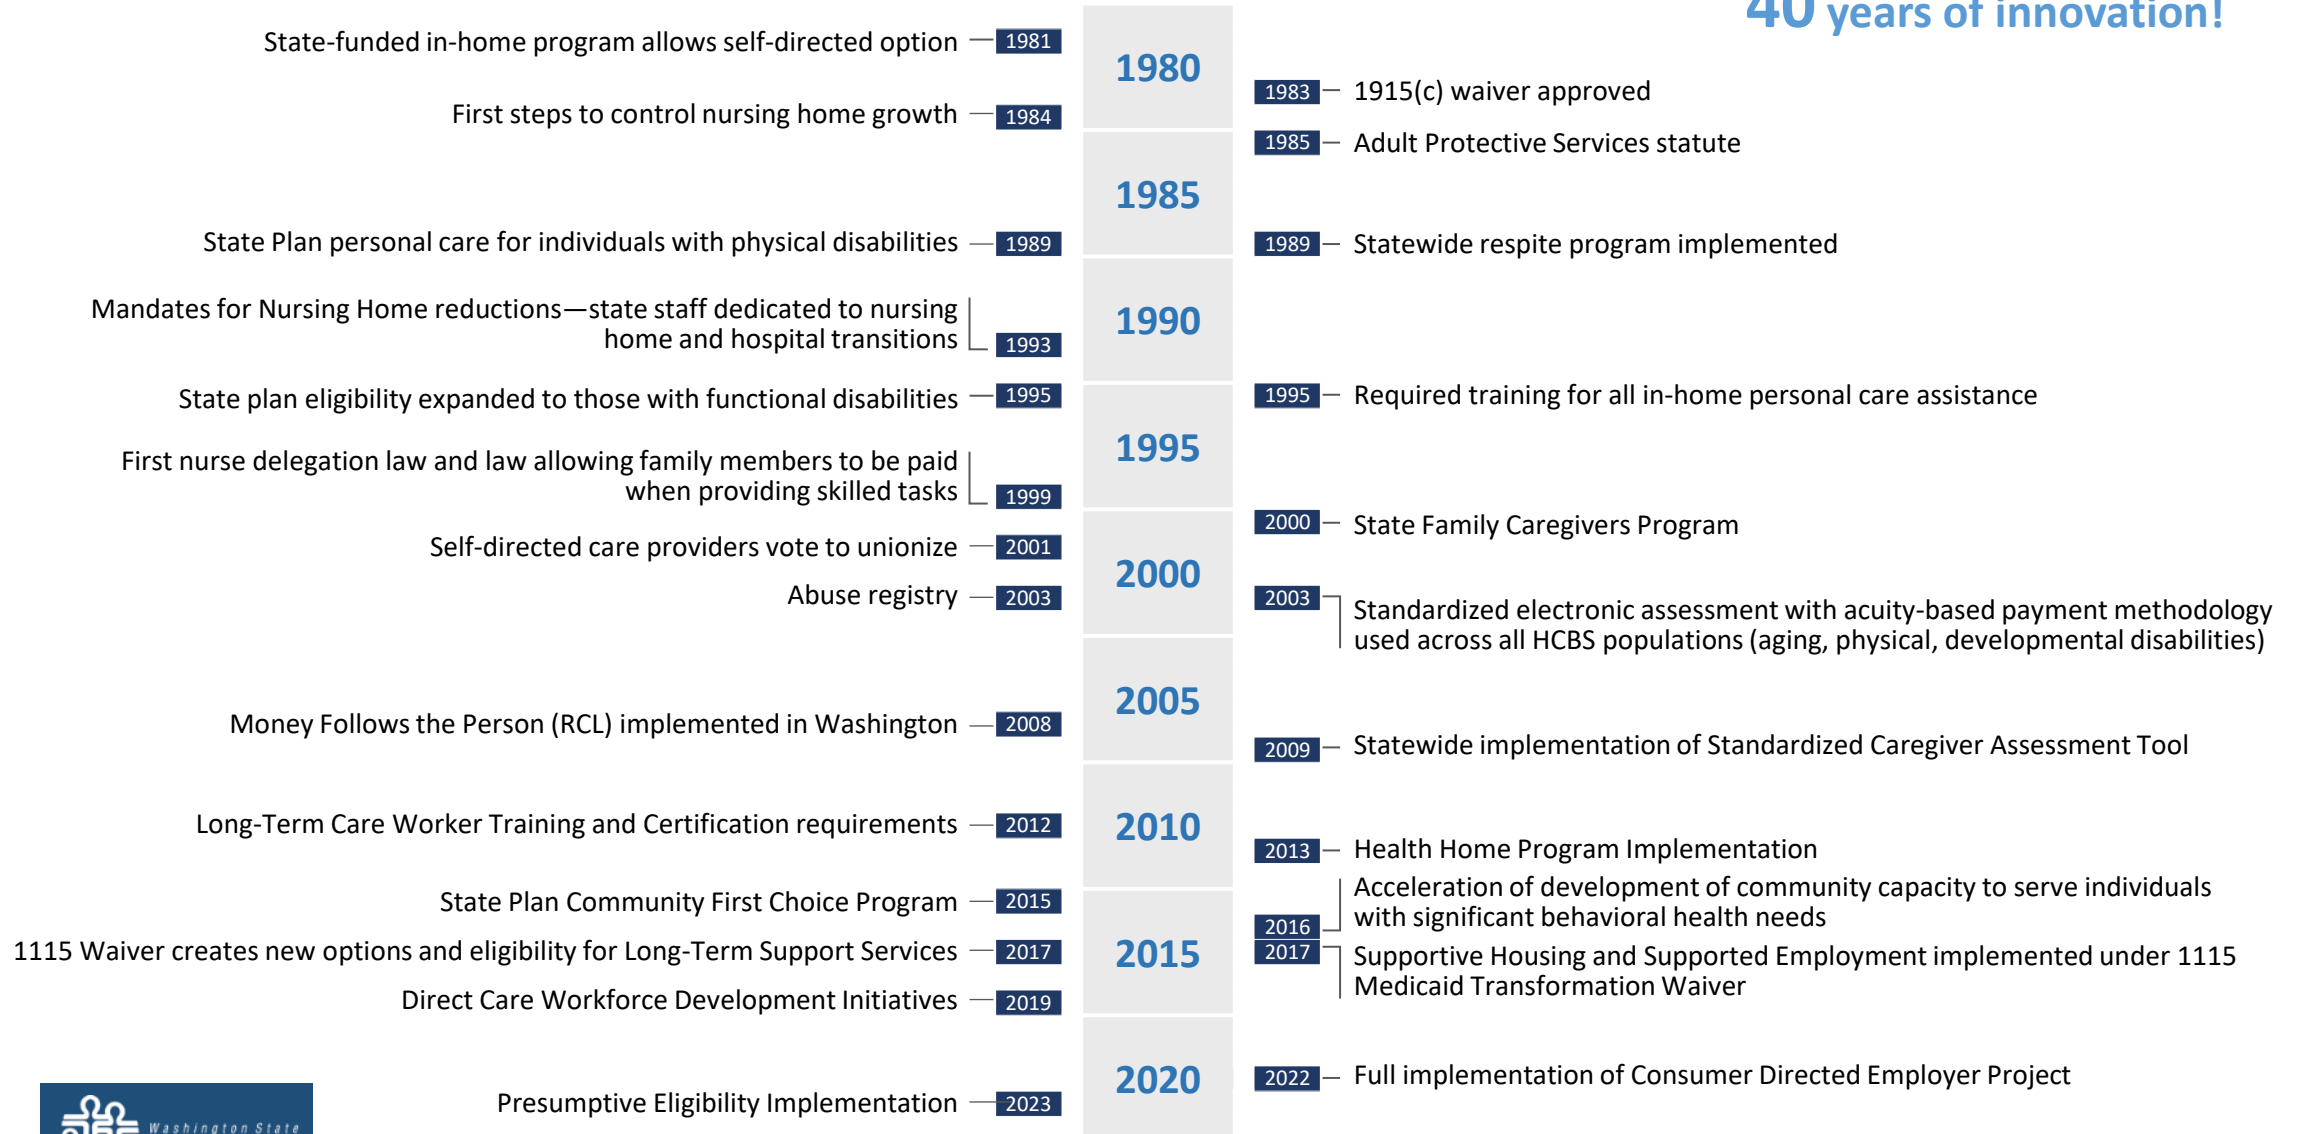 40 years of innovation!
State-funded in-home program allows self-directed option 1981
1980
1983 1915(c) waiver approved
First steps to control nursing home growth 1984
1985 Adult Protective Services statute
1985
State Plan personal care for individuals with physical disabilities 1989
1989 Statewide respite program implemented
Mandates for Nursing Home reductions—state staff dedicated to nursing
home and hospital transitions 1993
1990
State plan eligibility expanded to those with functional disabilities 1995
1995 Required training for all in-home personal care assistance
1995
First nurse delegation law and law allowing family members to be paid
when providing skilled tasks 1999
2000 State Family Caregivers Program
Self-directed care providers vote to unionize 2001
2000
Abuse registry 2003
2003 Standardized electronic assessment with acuity-based payment methodology
used across all HCBS populations (aging, physical, developmental disabilities)
2005
Money Follows the Person (RCL) implemented in Washington 2008
2009 Statewide implementation of Standardized Caregiver Assessment Tool
Long-Term Care Worker Training and Certification requirements 2012
2010
2013 Health Home Program Implementation
State Plan Community First Choice Program 2015
Acceleration of development of community capacity to serve individuals
2016 with significant behavioral health needs
1115 Waiver creates new options and eligibility for Long-Term Support Services 2017
2015
2017 Supportive Housing and Supported Employment implemented under 1115
Medicaid Transformation Waiver
Direct Care Workforce Development Initiatives 2019
2020
2022 Full implementation of Consumer Directed Employer Project
Presumptive Eligibility Implementation 2023
Washington State